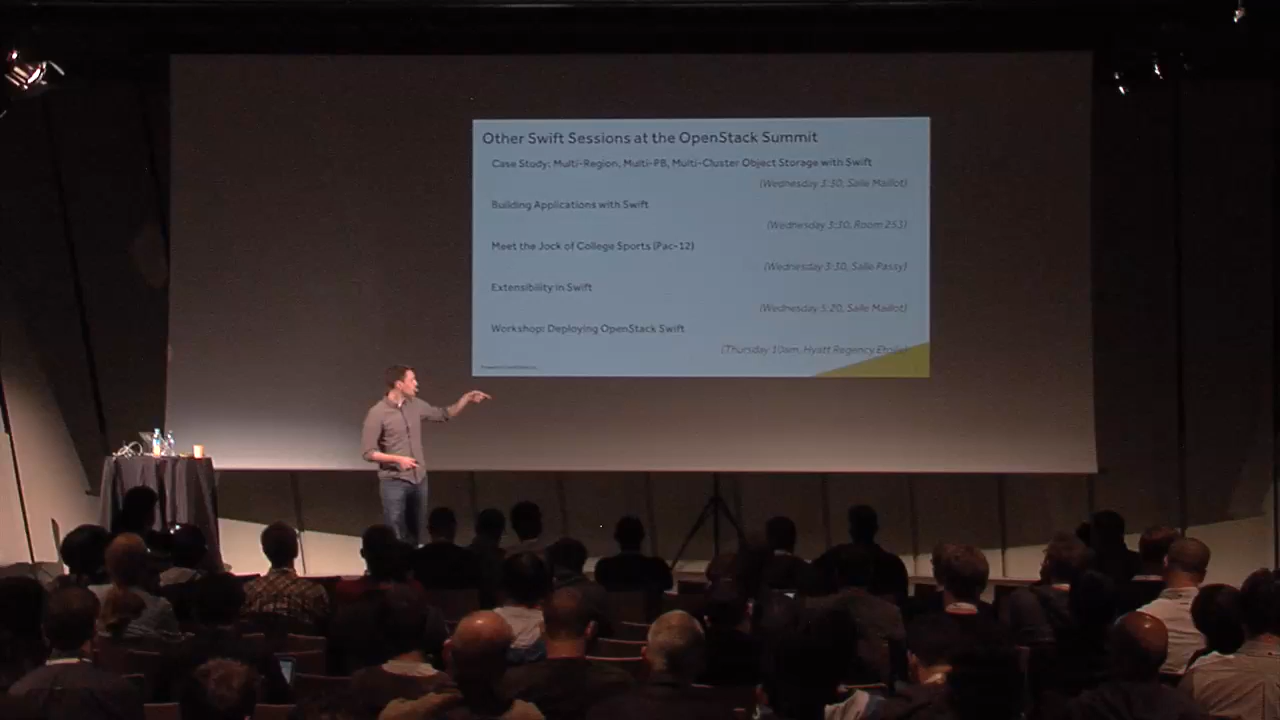 Other Swift Sessions at the OpenStack Summit
Case Study: Multi-Region, Multi-PB, Multi-Cluster Object Storage with Swift
(Wednesday 3:30, Salle Maillot)
Building Applications with Swift
(Wednesday 3:30, Room 253)
Meet the Jock of College Sports (Pac-12)
(Wednesday 3:30, Salle Passy)
Extensibility in Swift
(Wednesday 5:20, Salle Maillot)
Workshop: Deploying OpenStack Swift
(Thursday 10am, Hyatt Regency Etoile)